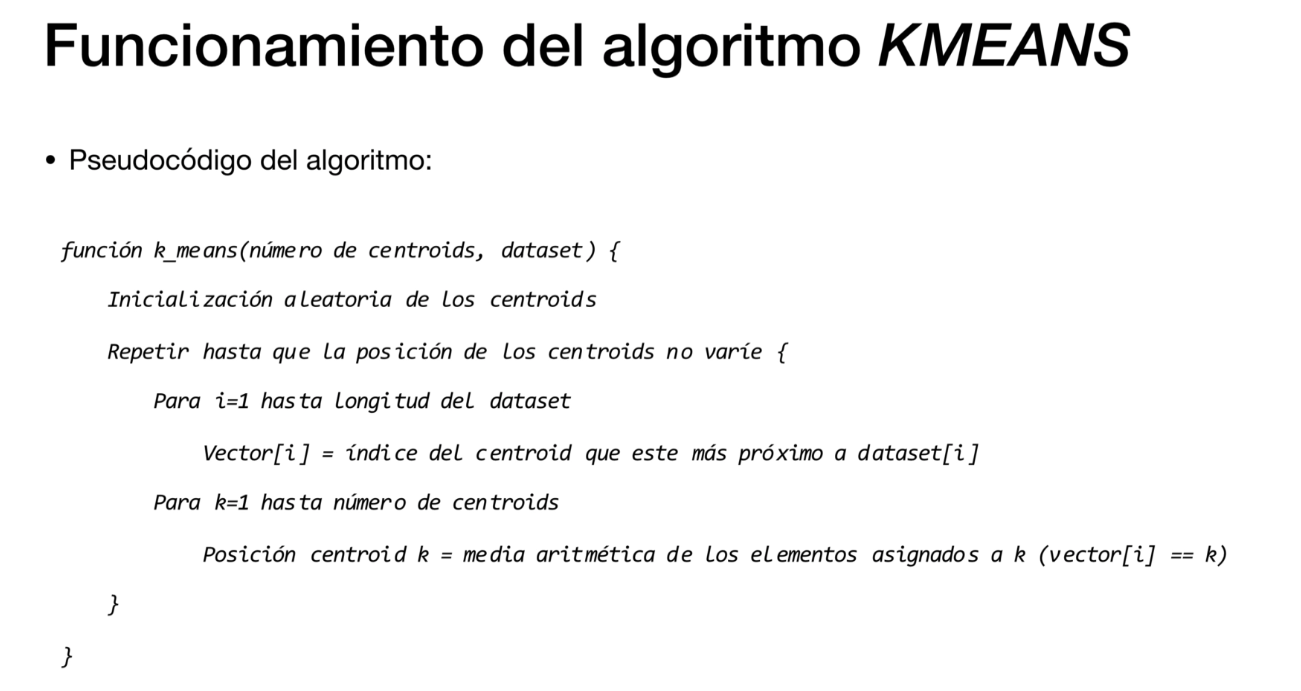 Funcionamiento del algoritmo KMEANS
• Pseudocódigo del algoritmo:
función k_means(número de centroids, dataset) {
Inicialización aleatoria de los centroids
Repetir hasta que la posición de los centroids no varíe {
Para i=1 hasta longitud del dataset
Vector[i] = índice del centroid que este más próximo a dataset[i]
Para k=1 hasta número de centroids
Posición centroid k = media aritmética de los elementos asignados a k (vector[i] == k)
}
}